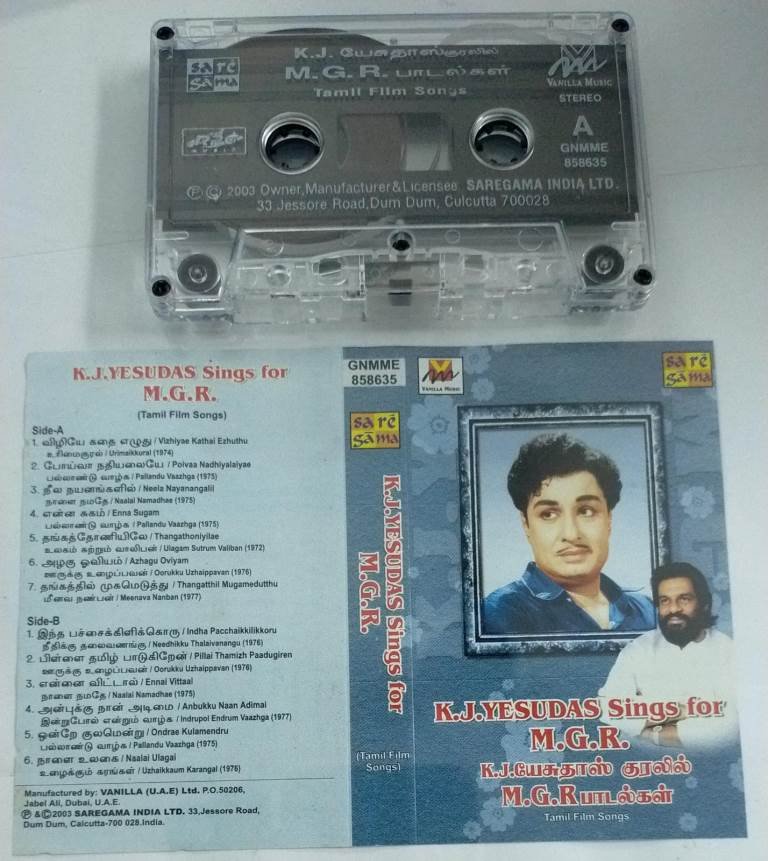 sa rē
gama
K.J. யேசுதாஸ் குரலில்
M.G.R. பாடல்கள்
Tamil Film Songs
VANILLA MUSIC
STEREO
A
GNMME
858635
MUSIC
Ⓟ © 2003 Owner,Manufacturer&Licensee SAREGAMA INDIA LTD.
33 Jessore Road,Dum Dum, Culcutta 700028
K.J.YESUDAS Sings for
M.G.R.
(Tamil Film Songs)
Side-A
1. விழியே கதை எழுது / Vizhiyae Kathai Ezhuthu
உரிமைகுரல் / Urimaikkural (1974)
2. போய்வா நதியலையே / Poivaa Nadhiyalaiyae
பல்லாண்டு வாழ்க / Pallandu Vaazhga (1975)
3. நீல நயனங்களில் / Neela Nayanangalil
நாளை நமதே / Naalai Namadhae (1975)
4. என்ன சுகம் / Enna Sugam
பல்லாண்டு வாழ்க / Pallandu Vaazhga (1975)
5. தங்கத்தோணியிலே / Thangathoniyilae
உலகம் சுற்றும் வாலிபன் / Ulagam Sutrum Valiban (1972)
6. அழகு ஓவியம் / Azhagu Oviyam
ஊருக்கு உழைப்பவன் / Oorukku Uzhaippavan (1976)
7. தங்கத்தில் முகமெடுத்து / Thangatthil Mugamedutthu
மீனவ நண்பன் / Meenava Nanban (1977)
Side-B
1. இந்த பச்சைக்கிளிக்கொரு / Indha Pacchaikkilikkoru
நீதிக்கு தலைவணங்கு / Needhikku Thalaivanangu (1976)
2. பிள்ளை தமிழ் பாடுகிறேன் / Pillai Thamizh Paadugiren
ஊருக்கு உழைப்பவன் / Oorukku Uzhaippavan (1976)
3. என்னை விட்டால் / Ennai Vittaal
நாளை நமதே / Naalai Namadhae (1975)
4. அன்புக்கு நான் அடிமை / Anbukku Naan Adimai
இன்றுபோல் என்றும் வாழ்க / Indrupol Endrum Vaazhga (1977)
5. ஒன்றே குலமென்று / Ondrae Kulamendru
பல்லாண்டு வாழ்க / Pallandu Vaazhga (1975)
6. நாளை உலகை / Naalai Ulagai
உழைக்கும் கரங்கள் / Uzhaikkaum Karangal (1976)
Manufactured by: VANILLA (U.A.E) Ltd. P.O.50206,
Jabel Ali, Dubai, U.A.E.
Ⓟ &©2003 SAREGAMA INDIA LTD. 33,Jessore Road,
Dum Dum, Calcutta-700 028.India.
GNMME
858635
sa rē
gāma
K.J.YESUDAS Sings for
M.G.R.
(Tamil Film
Songs)
VANILLA MUSIC
sa rē
gāma
K.J.YESUDAS Sings for
M.G.R.
K.J.யேசுதாஸ் குரலில்
M.G.R பாடல்கள்
Tamil Film Songs